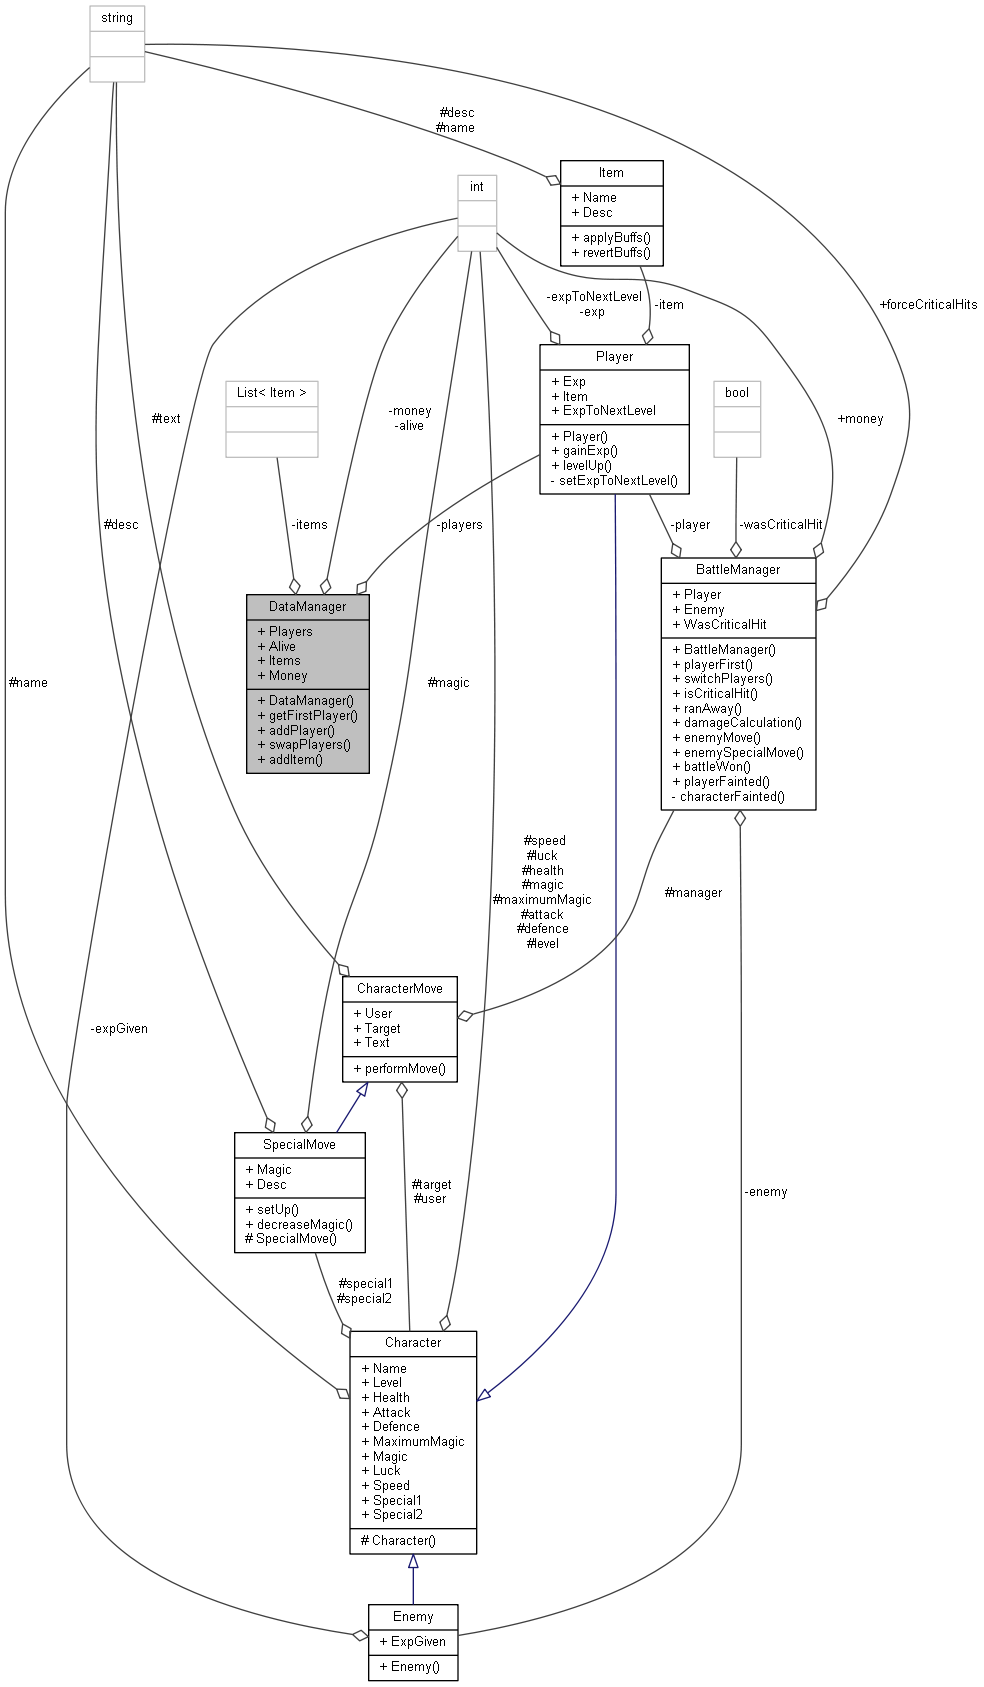 string
#desc
#name
Item
+ Name
+ Desc
+ applyBuffs()
+ revertBuffs()
int
-expToNextLevel
-exp
-item
+forceCriticalHits
Player
+ Exp
+ Item
+ ExpToNextLevel
+ Player()
+ gainExp()
+ levelUp()
- setExpToNextLevel()
List< Item >
bool
#text
-money
-alive
+money
#desc
-items
-players
-player
-wasCriticalHit
BattleManager
+ Player
+ Enemy
+ WasCriticalHit
+ BattleManager()
+ playerFirst()
+ switchPlayers()
+ isCriticalHit()
+ ranAway()
+ damageCalculation()
+ enemyMove()
+ enemySpecialMove()
+ battleWon()
+ playerFainted()
- characterFainted()
DataManager
+ Players
+ Alive
+ Items
+ Money
+ DataManager()
+ getFirstPlayer()
+ addPlayer()
+ swapPlayers()
+ addItem()
#name
#magic
#speed
#luck
#health
#magic
#maximumMagic
#attack
#defence
#level
#manager
CharacterMove
+ User
+ Target
+ Text
+ performMove()
-expGiven
SpecialMove
+ Magic
+ Desc
+ setUp()
+ decreaseMagic()
# SpecialMove()
#target
#user
-enemy
#special1
#special2
Character
+ Name
+ Level
+ Health
+ Attack
+ Defence
+ MaximumMagic
+ Magic
+ Luck
+ Speed
+ Special1
+ Special2
# Character()
Enemy
+ ExpGiven
+ Enemy()